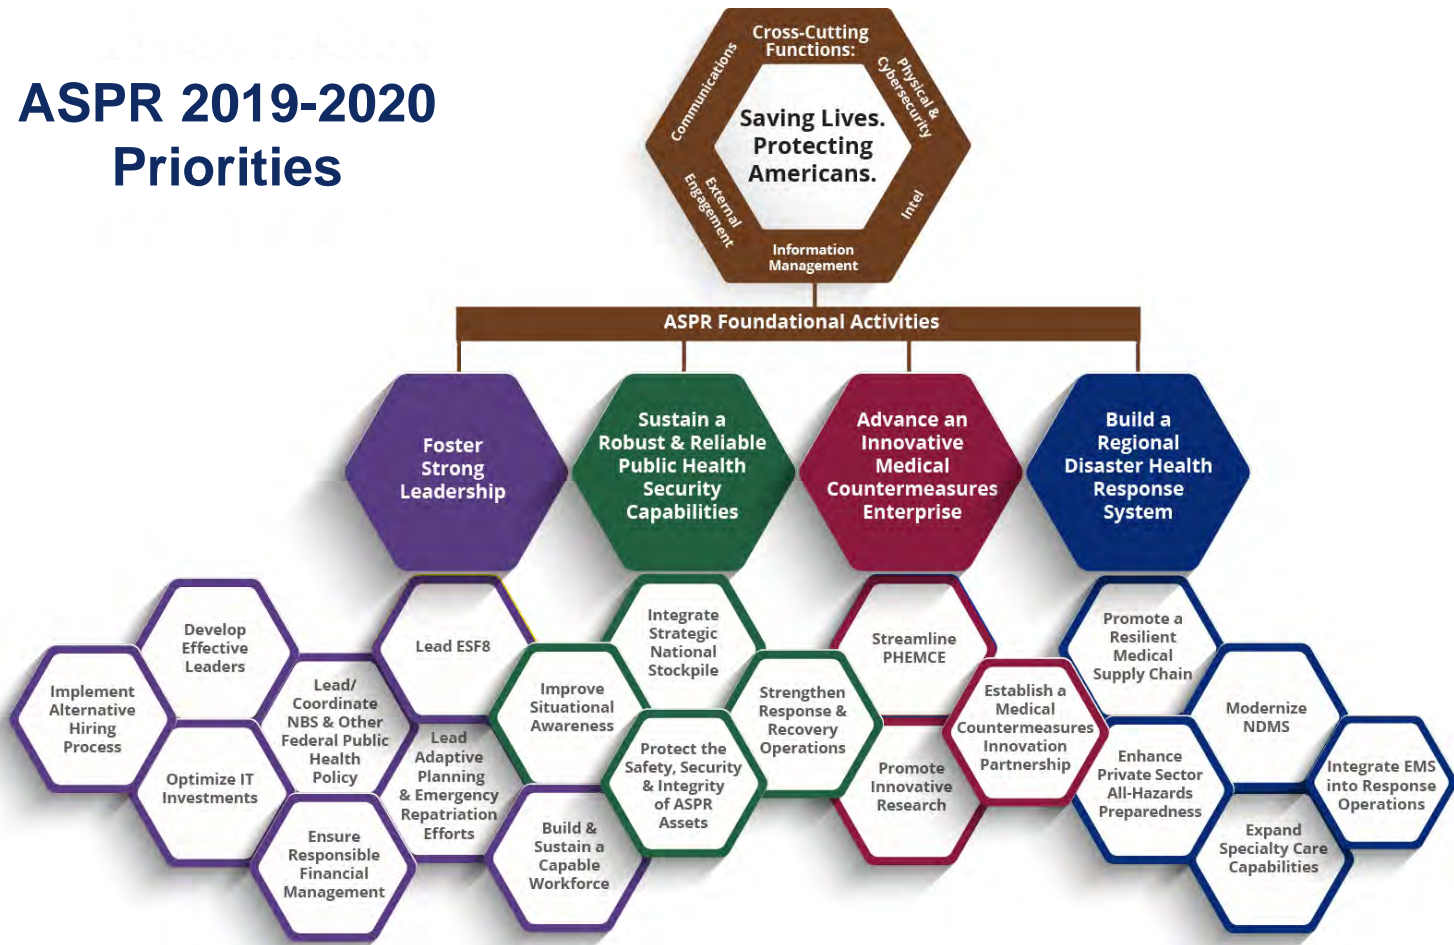 ASPR 2019-2020
Priorities
Cross-Cutting
Functions:
Communications
Physical &
Cybersecurity
External
Engagement
Intel
Information
Management
Saving Lives.
Protecting
Americans.
ASPR Foundational Activities
Foster
Strong
Leadership
Sustain a
Robust & Reliable
Public Health
Security
Capabilities
Advance an
Innovative
Medical
Countermeasures
Enterprise
Build a
Regional
Disaster Health
Response
System
Implement
Alternative
Hiring
Process
Develop
Effective
Leaders
Optimize IT
Investments
Lead/
Coordinate
NBS & Other
Federal Public
Health
Policy
Ensure
Responsible
Financial
Management
Lead ESF8
Lead
Adaptive
Planning
& Emergency
Repatriation
Efforts
Build &
Sustain a
Capable
Workforce
Improve
Situational
Awareness
Integrate
Strategic
National
Stockpile
Protect the
Safety, Security
& Integrity
of ASPR
Assets
Strengthen
Response &
Recovery
Operations
Streamline
PHEMCE
Promote
Innovative
Research
Establish a
Medical
Countermeasures
Innovation
Partnership
Promote a
Resilient
Medical
Supply Chain
Enhance
Private Sector
All-Hazards
Preparedness
Modernize
NDMS
Expand
Specialty Care
Capabilities
Integrate EMS
into Response
Operations